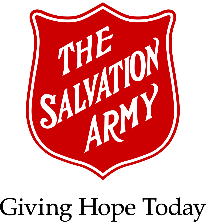 THE
SALVATION
ARMY
Giving Hope Today